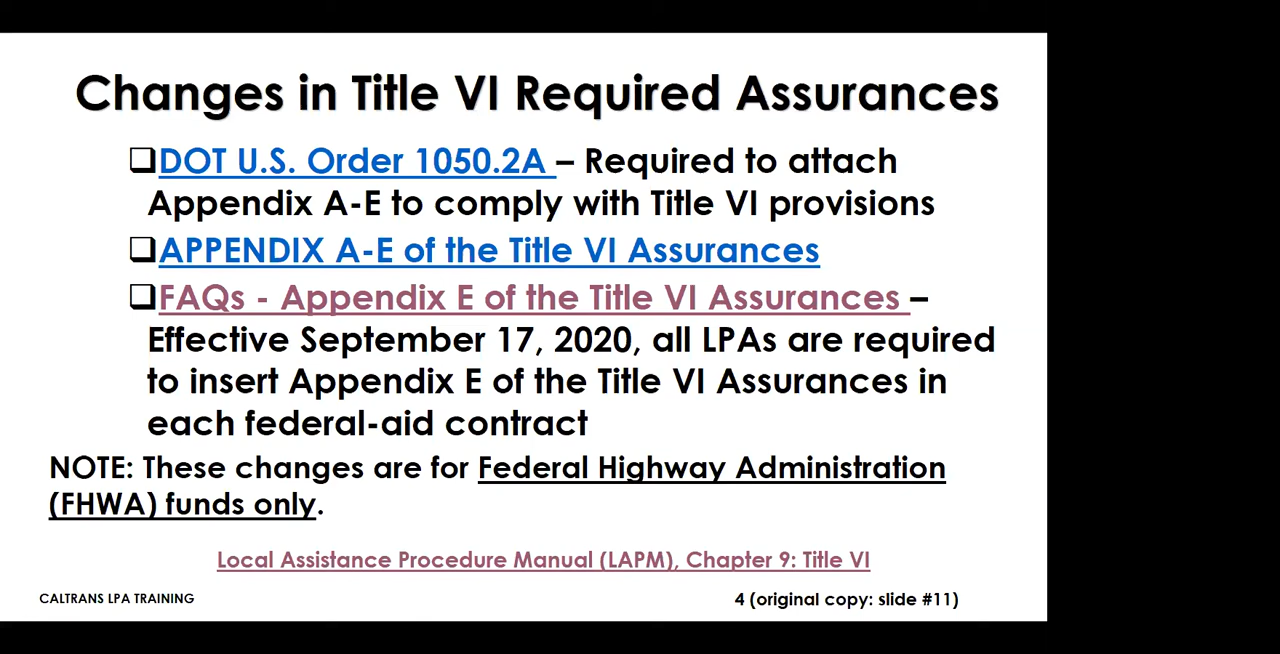 Changes in Title VI Required Assurances
❑DOT U.S. Order 1050.2A – Required to attach
Appendix A-E to comply with Title VI provisions
❑APPENDIX A-E of the Title VI Assurances
❑FAQs - Appendix E of the Title VI Assurances –
Effective September 17, 2020, all LPAs are required
to insert Appendix E of the Title VI Assurances in
each federal-aid contract
NOTE: These changes are for Federal Highway Administration
(FHWA) funds only.
Local Assistance Procedure Manual (LAPM), Chapter 9: Title VI
CALTRANS LPA TRAINING
4 (original copy: slide #11)